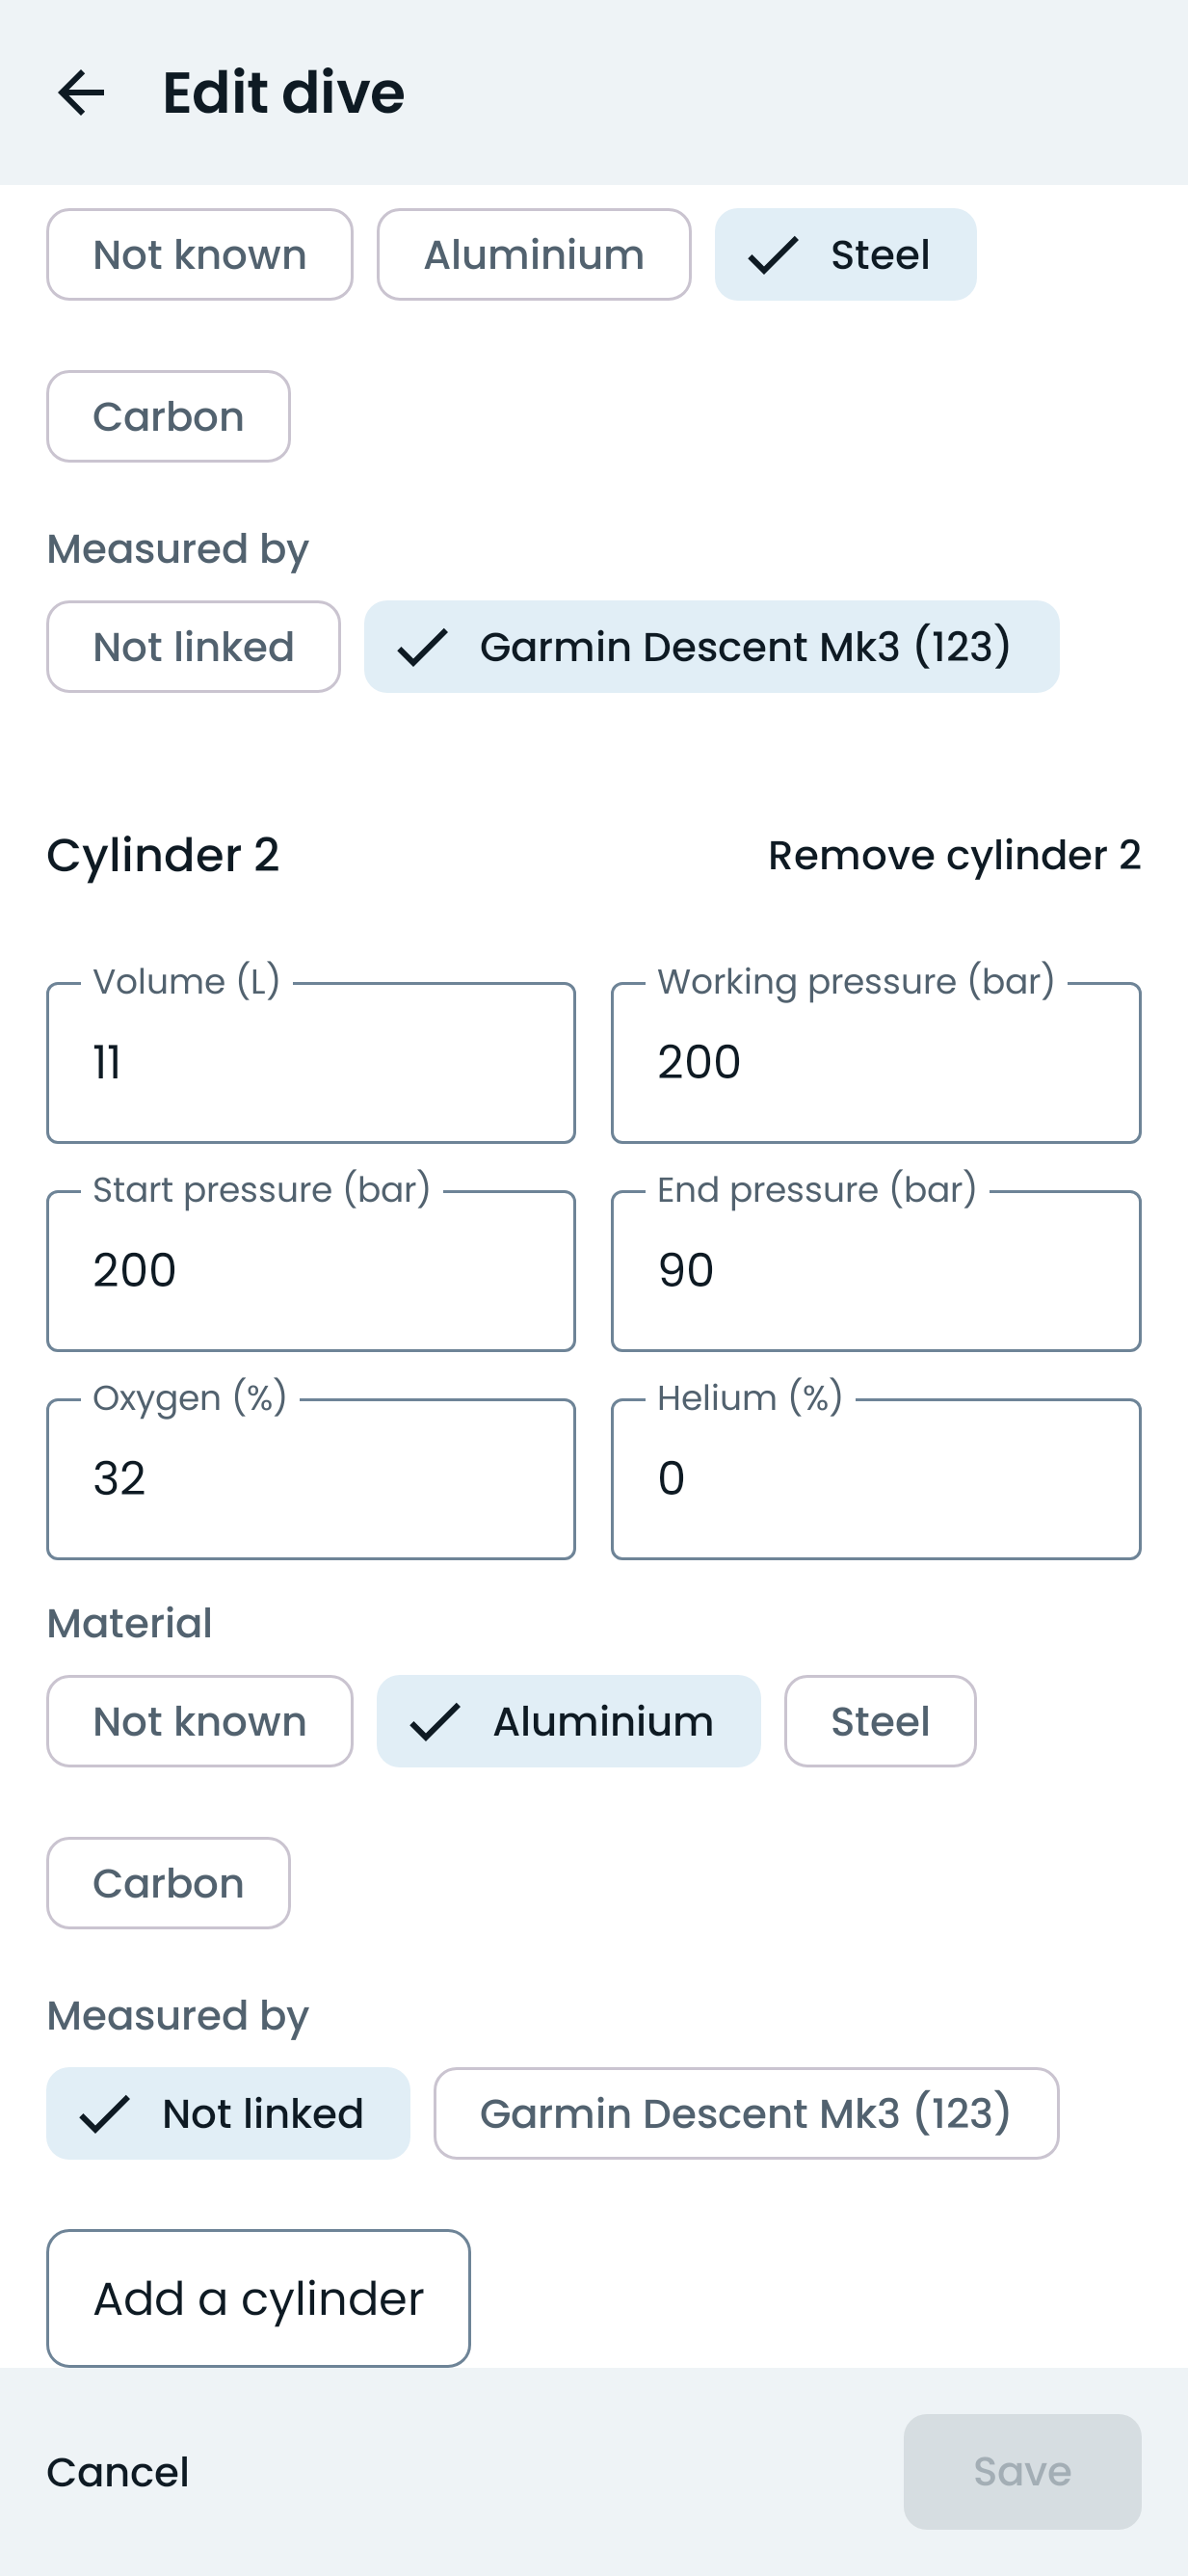 Edit dive
Not known Aluminium Steel
Carbon
Measured by
Not linked Garmin Descent Mk3 (123)
Cylinder 2 Remove cylinder 2
Volume (L) Working pressure (bar)
11 200
Start pressure (bar) End pressure (bar)
200 90
Oxygen (%) Helium (%)
32 0
Material
Not known Aluminium Steel
Carbon
Measured by
Not linked Garmin Descent Mk3 (123)
Add a cylinder
Cancel Save